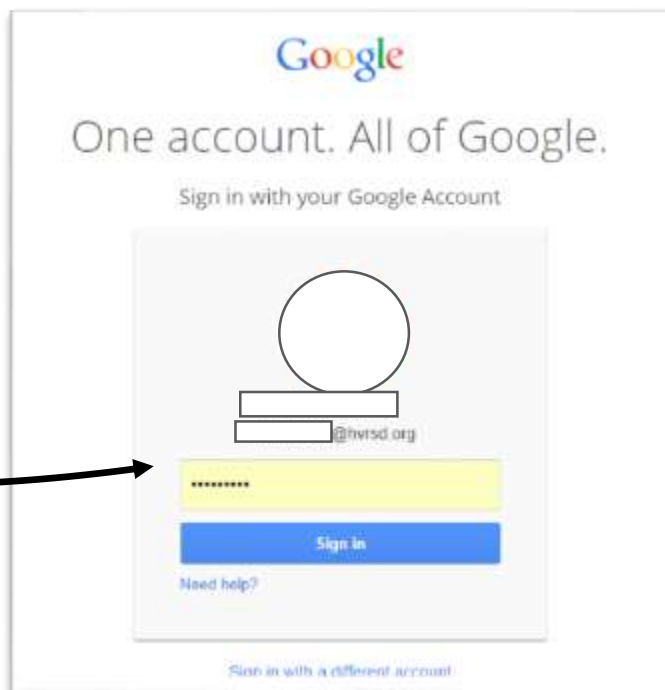 Google
One account. All of Google.
Sign in with your Google Account
@hvrsd.org
•••••••••
Sign in
Need help?
Sign in with a different account